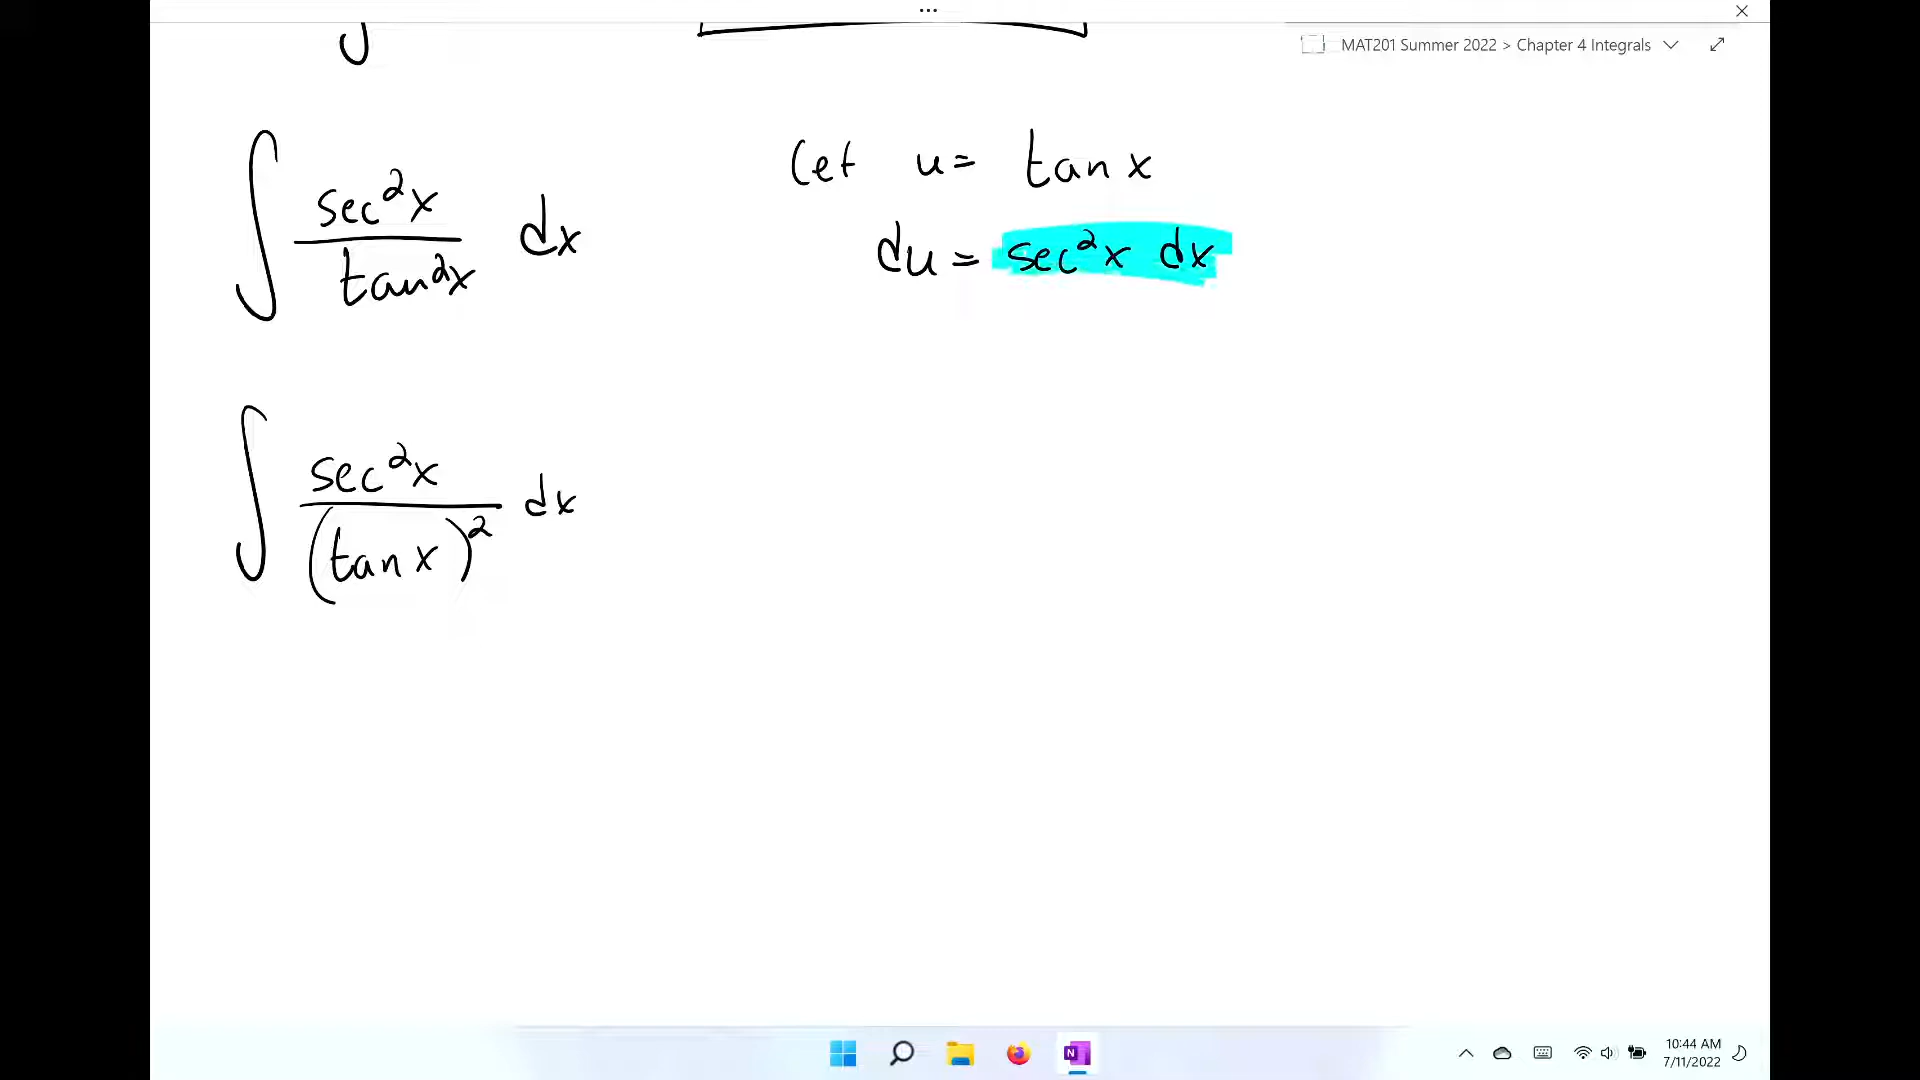 MAT201 Summer 2022 > Chapter 4 Integrals
∫ sec²x / tan²x dx
Let u = tan x
du = sec²x dx
∫ sec²x / (tan x)² dx
10:44 AM
7/11/2022